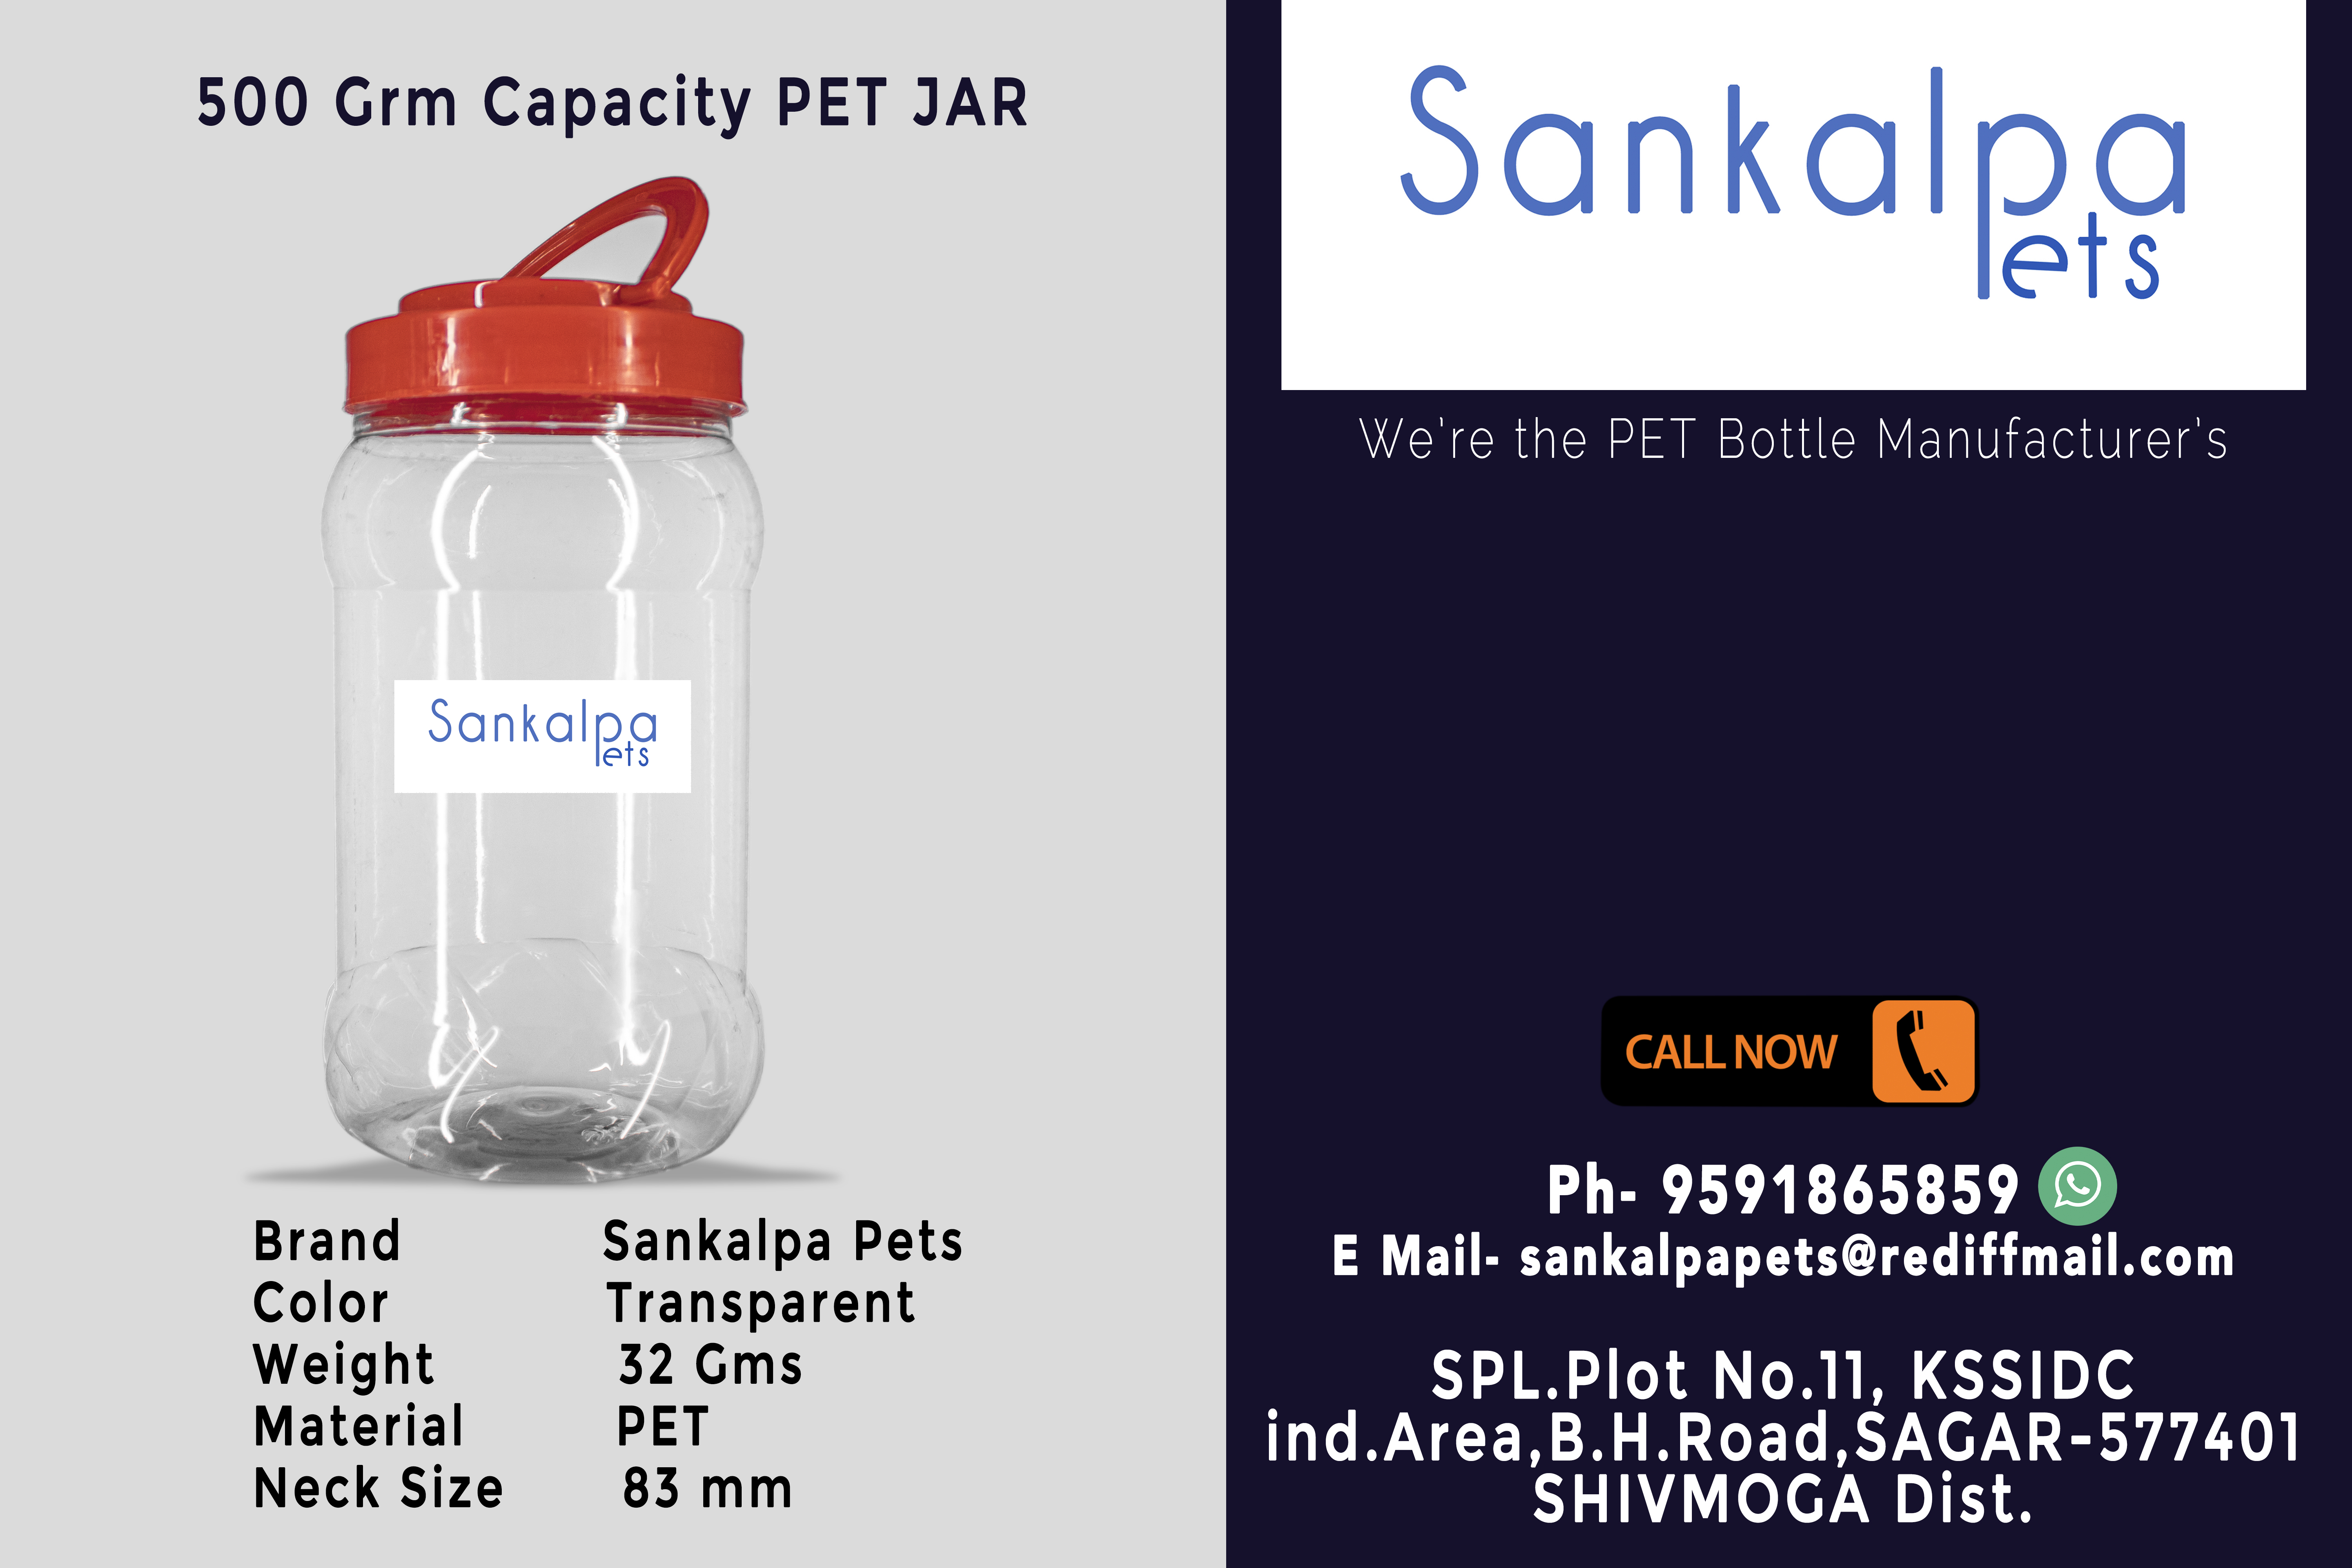 500 Grm Capacity PET JAR
Sankalpa
Pets
Brand Sankalpa Pets
Color Transparent
Weight 32 Gms
Material PET
Neck Size 83 mm
Sankalpa
Pets
We're the PET Bottle Manufacturer's
CALL NOW
Ph- 9591865859
E Mail- sankalpapets@rediffmail.com
SPL.Plot No.11, KSSIDC
ind.Area,B.H.Road,SAGAR-577401
SHIVMOGA Dist.